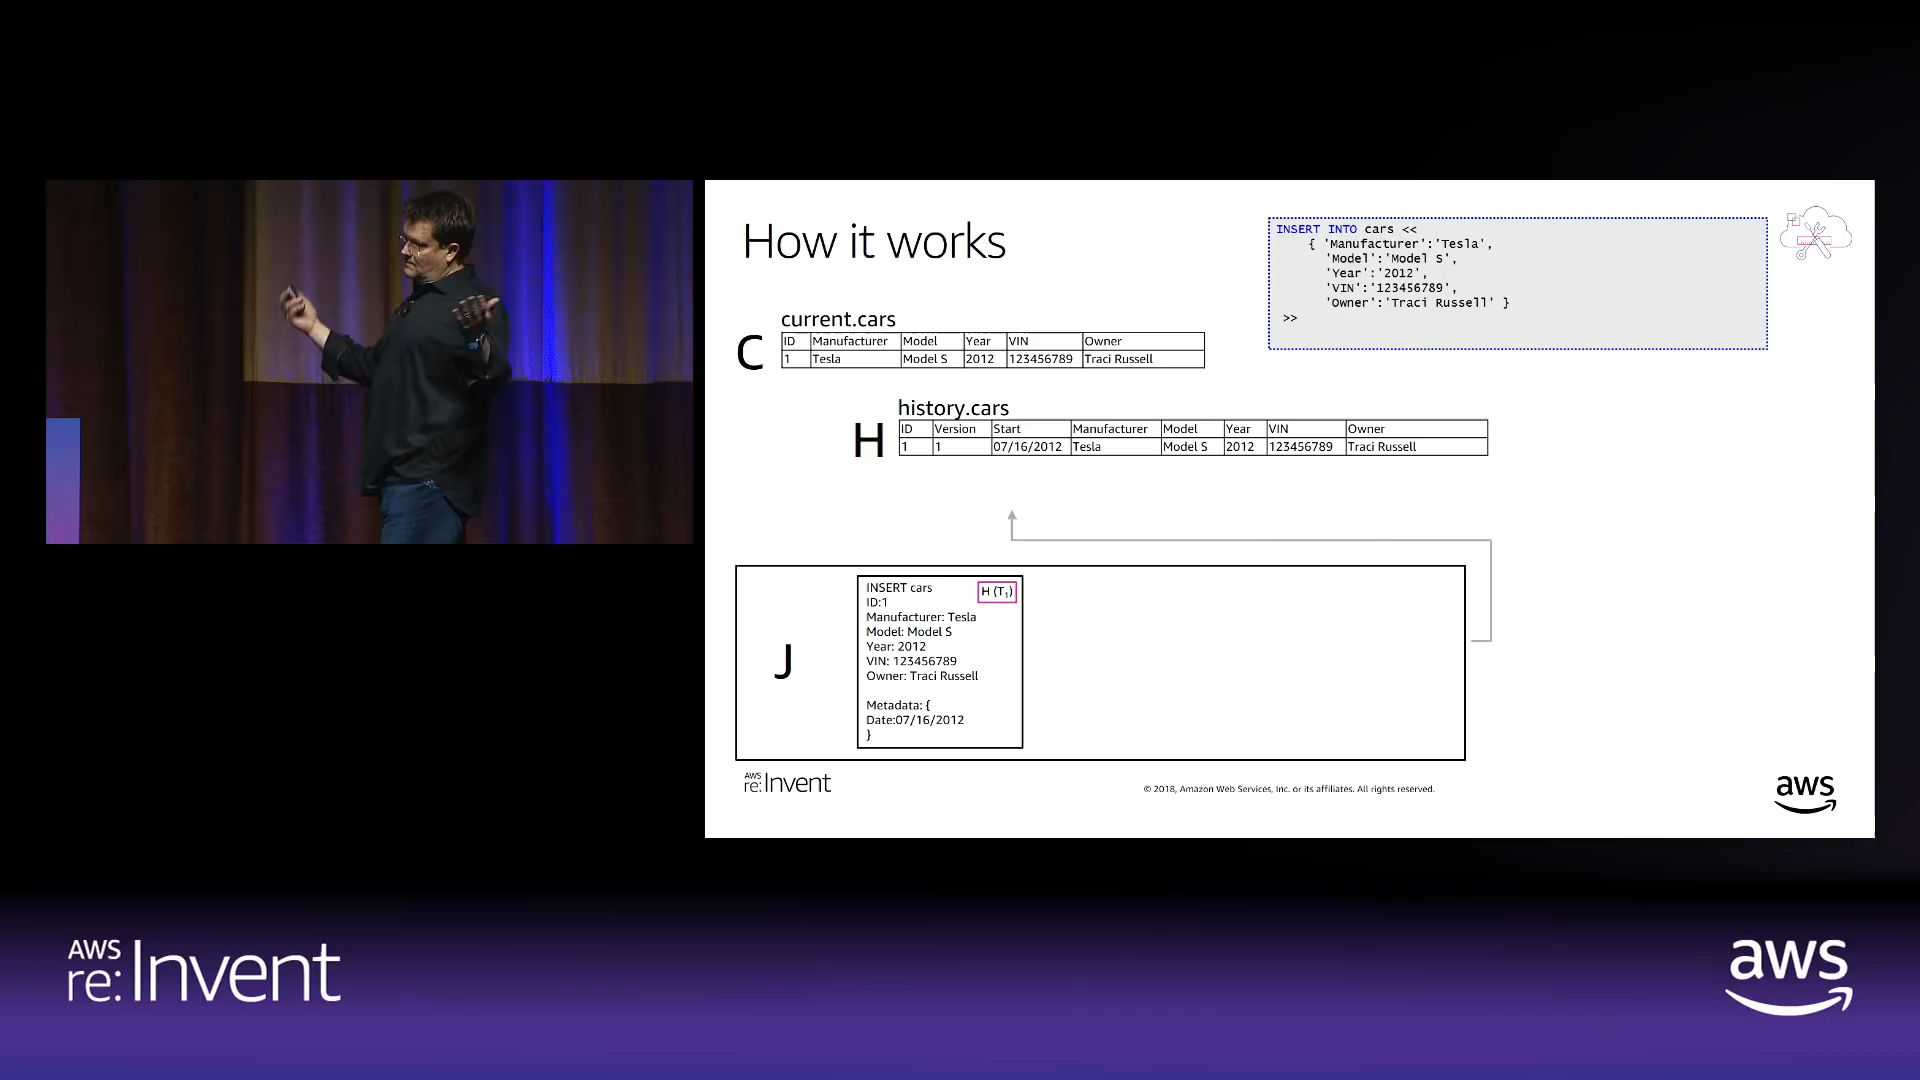 How it works
INSERT INTO cars <<
{ 'Manufacturer':'Tesla',
'Model':'Model S',
'Year':'2012',
'VIN':'123456789',
'Owner':'Traci Russell' }
>>
current.cars
C
ID Manufacturer Model Year VIN Owner
1 Tesla Model S 2012 123456789 Traci Russell
history.cars
H
ID Version Start Manufacturer Model Year VIN Owner
1 1 07/16/2012 Tesla Model S 2012 123456789 Traci Russell
J
INSERT cars H (T₁)
ID:1
Manufacturer: Tesla
Model: Model S
Year: 2012
VIN: 123456789
Owner: Traci Russell
Metadata: {
Date:07/16/2012
}
AWS
re:Invent
© 2018, Amazon Web Services, Inc. or its affiliates. All rights reserved.
aws
AWS
re:Invent
aws